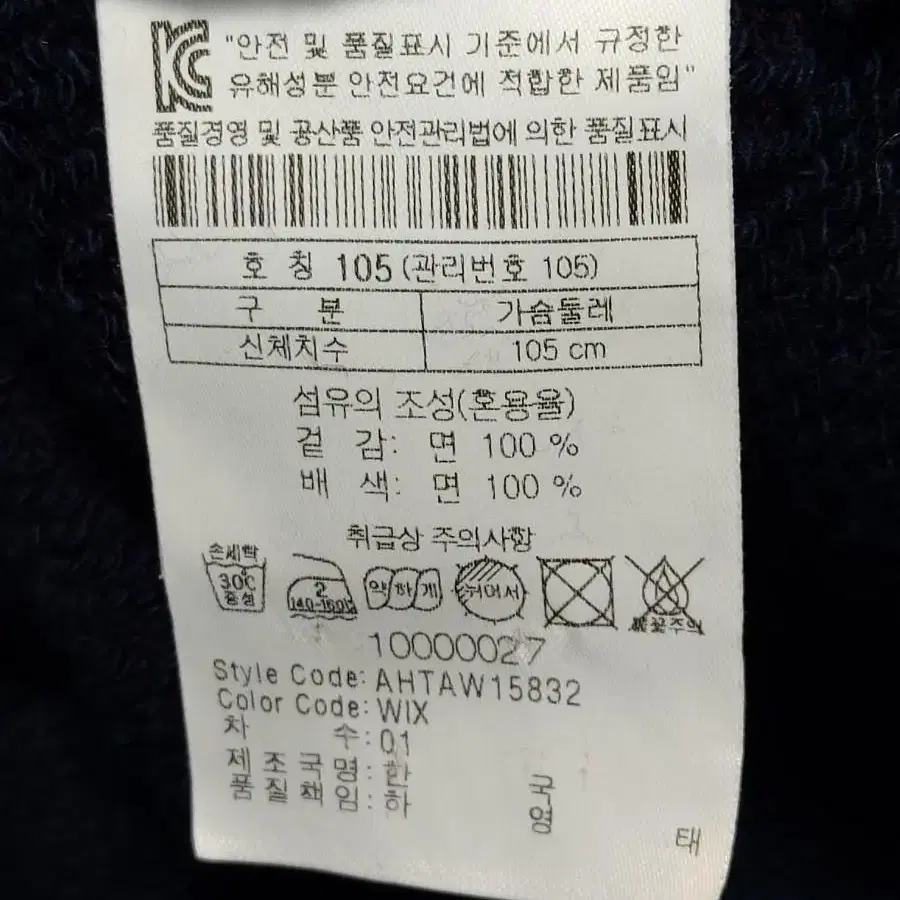 KC "안전 및 품질표시 기준에서 규정한
유해성분 안전요건에 적합한 제품임"
품질경영 및 공산품 안전관리법에 의한 품질표시
호 칭 105 (관리번호 105)
구 분 가슴둘레
신체치수 105 cm
섬유의 조성(혼용율)
겉 감: 면 100 %
배 색: 면 100 %
취급상 주의사항
손세탁
30℃ 중성
2 140-160℃
약하게
뉘어서
불꽃주의
10000027
Style Code: AHTAW15832
Color Code: WIX
차 수: 01
제조국명: 한 국
품질책임: 하 영 태